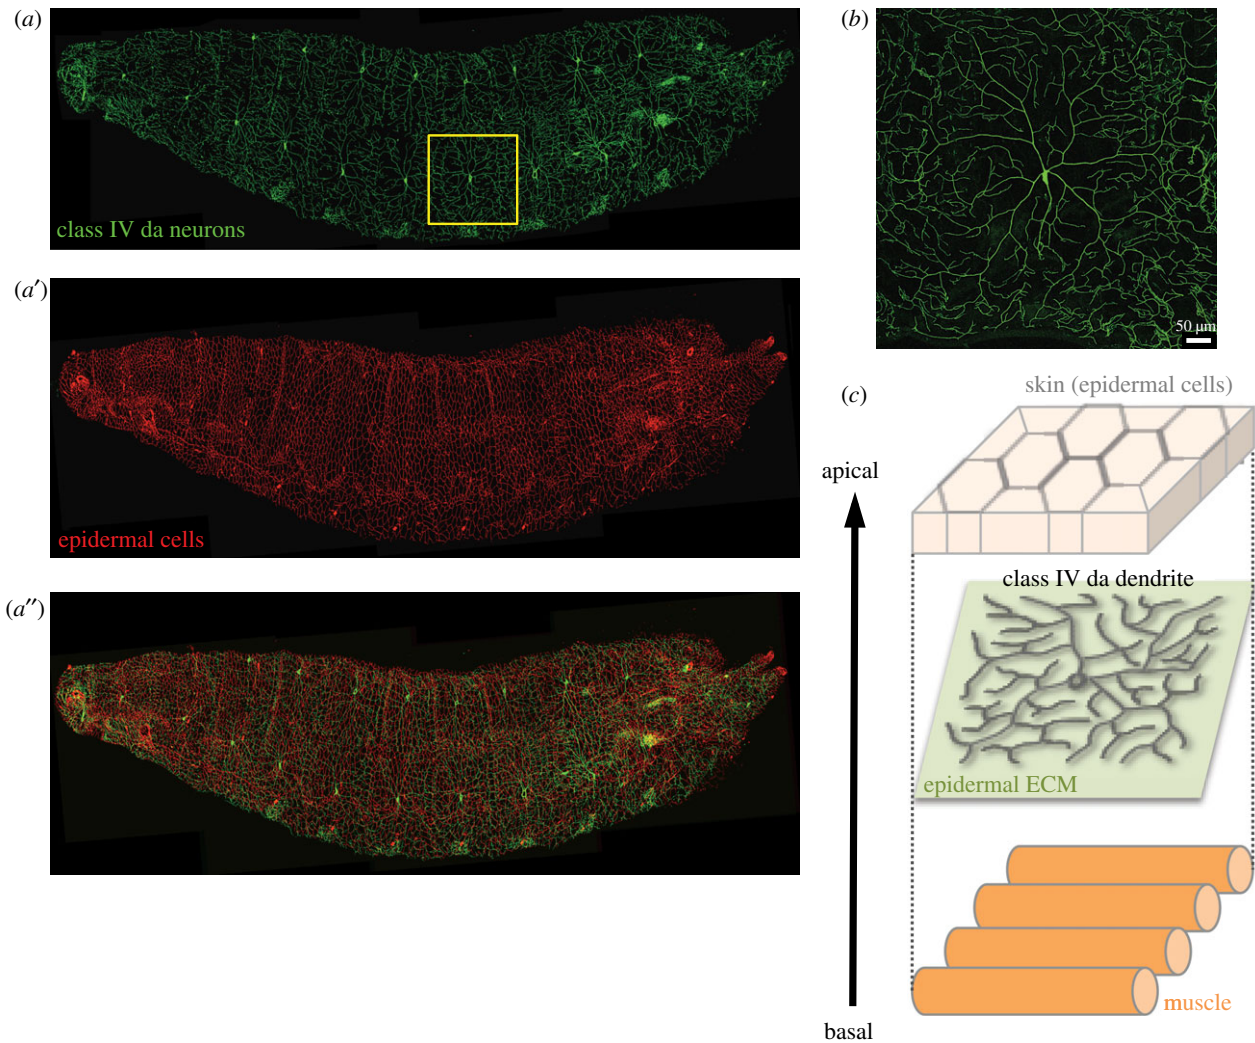 (a)
class IV da neurons
(a′)
epidermal cells
(a″)
(b)
50 µm
(c)
skin (epidermal cells)
apical
class IV da dendrite
epidermal ECM
muscle
basal